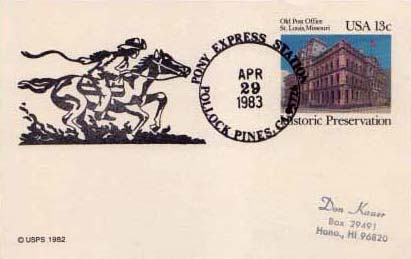 Old Post Office
St. Louis, Missouri
USA 13c
Historic Preservation
PONY EXPRESS STATION
APR
29
1983
POLLOCK PINES, CA
Don Kauer
Box 29491
Hono., HI 96820
© USPS 1982